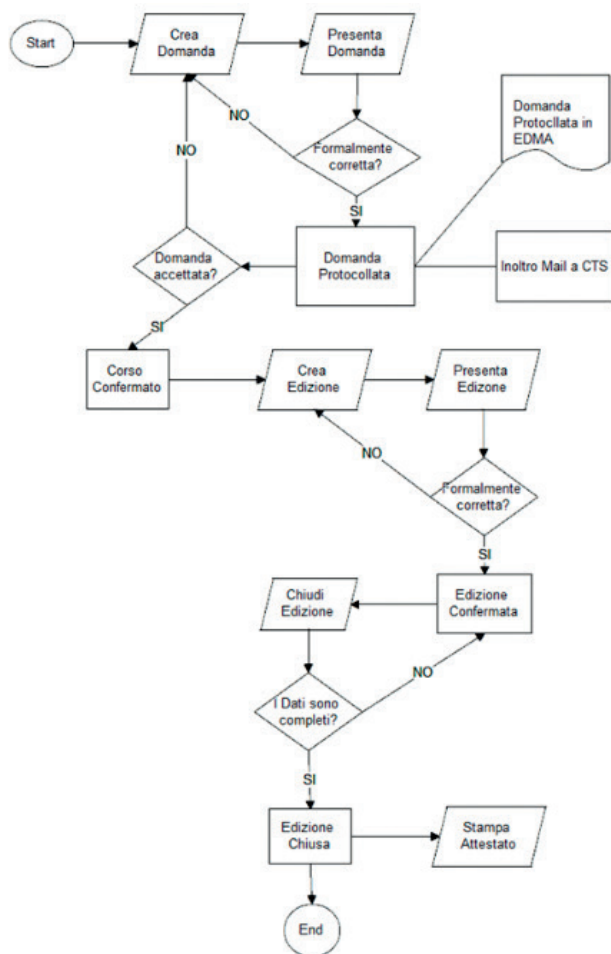 Start
Crea
Domanda
Presenta
Domanda
NO
Formalmente
corretta?
Domanda
Protocllata in
EDMA
NO
SI
Domanda
accettata?
Domanda
Protocollata
Inoltro Mail a CTS
SI
Corso
Confermato
Crea
Edizione
Presenta
Edizone
NO
Formalmente
corretta?
SI
Chiudi
Edizione
Edizione
Confermata
NO
I Dati sono
completi?
SI
Edizione
Chiusa
Stampa
Attestato
End